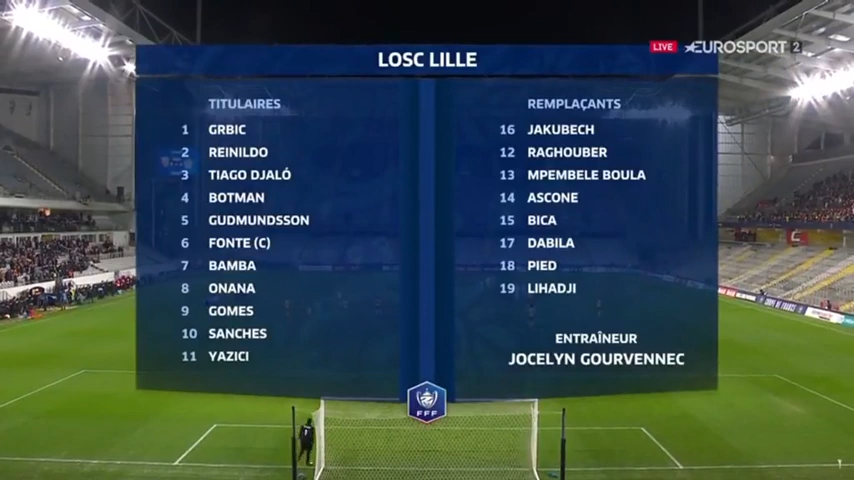 LIVE EUROSPORT 2
LOSC LILLE
TITULAIRES
1 GRBIC
2 REINILDO
3 TIAGO DJALÓ
4 BOTMAN
5 GUDMUNDSSON
6 FONTE (C)
7 BAMBA
8 ONANA
9 GOMES
10 SANCHES
11 YAZICI
REMPLAÇANTS
16 JAKUBECH
12 RAGHOUBER
13 MPEMBELE BOULA
14 ASCONE
15 BICA
17 DABILA
18 PIED
19 LIHADJI
ENTRAÎNEUR
JOCELYN GOURVENNEC
FFF